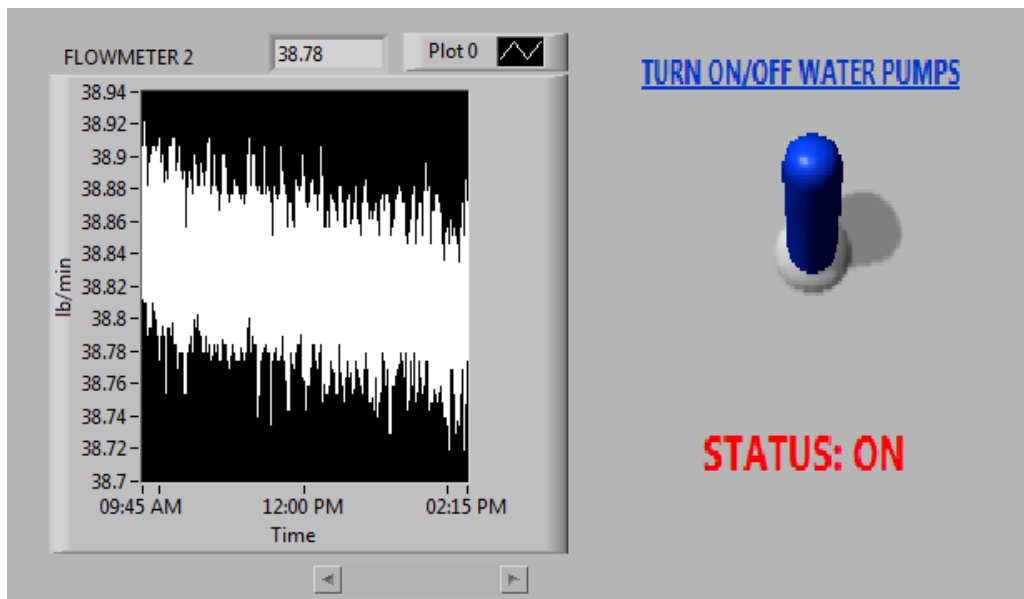 FLOWMETER 2
38.78
Plot 0
TURN ON/OFF WATER PUMPS
38.94
38.92
38.9
38.88
38.86
38.84
38.82
38.8
38.78
38.76
38.74
38.72
38.7
lb/min
09:45 AM 12:00 PM 02:15 PM
Time
STATUS: ON